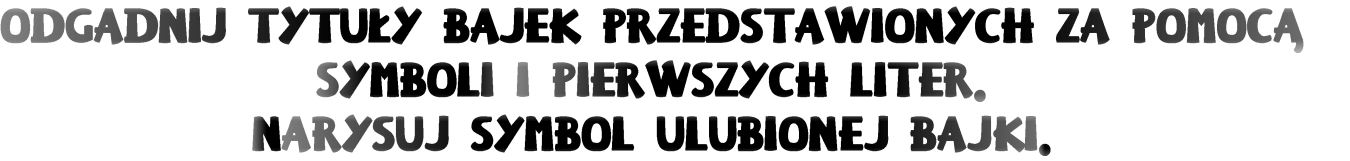 ODGADNIJ TYTUŁY BAJEK PRZEDSTAWIONYCH ZA POMOCĄ
SYMBOLI I PIERWSZYCH LITER.
NARYSUJ SYMBOL ULUBIONEJ BAJKI.